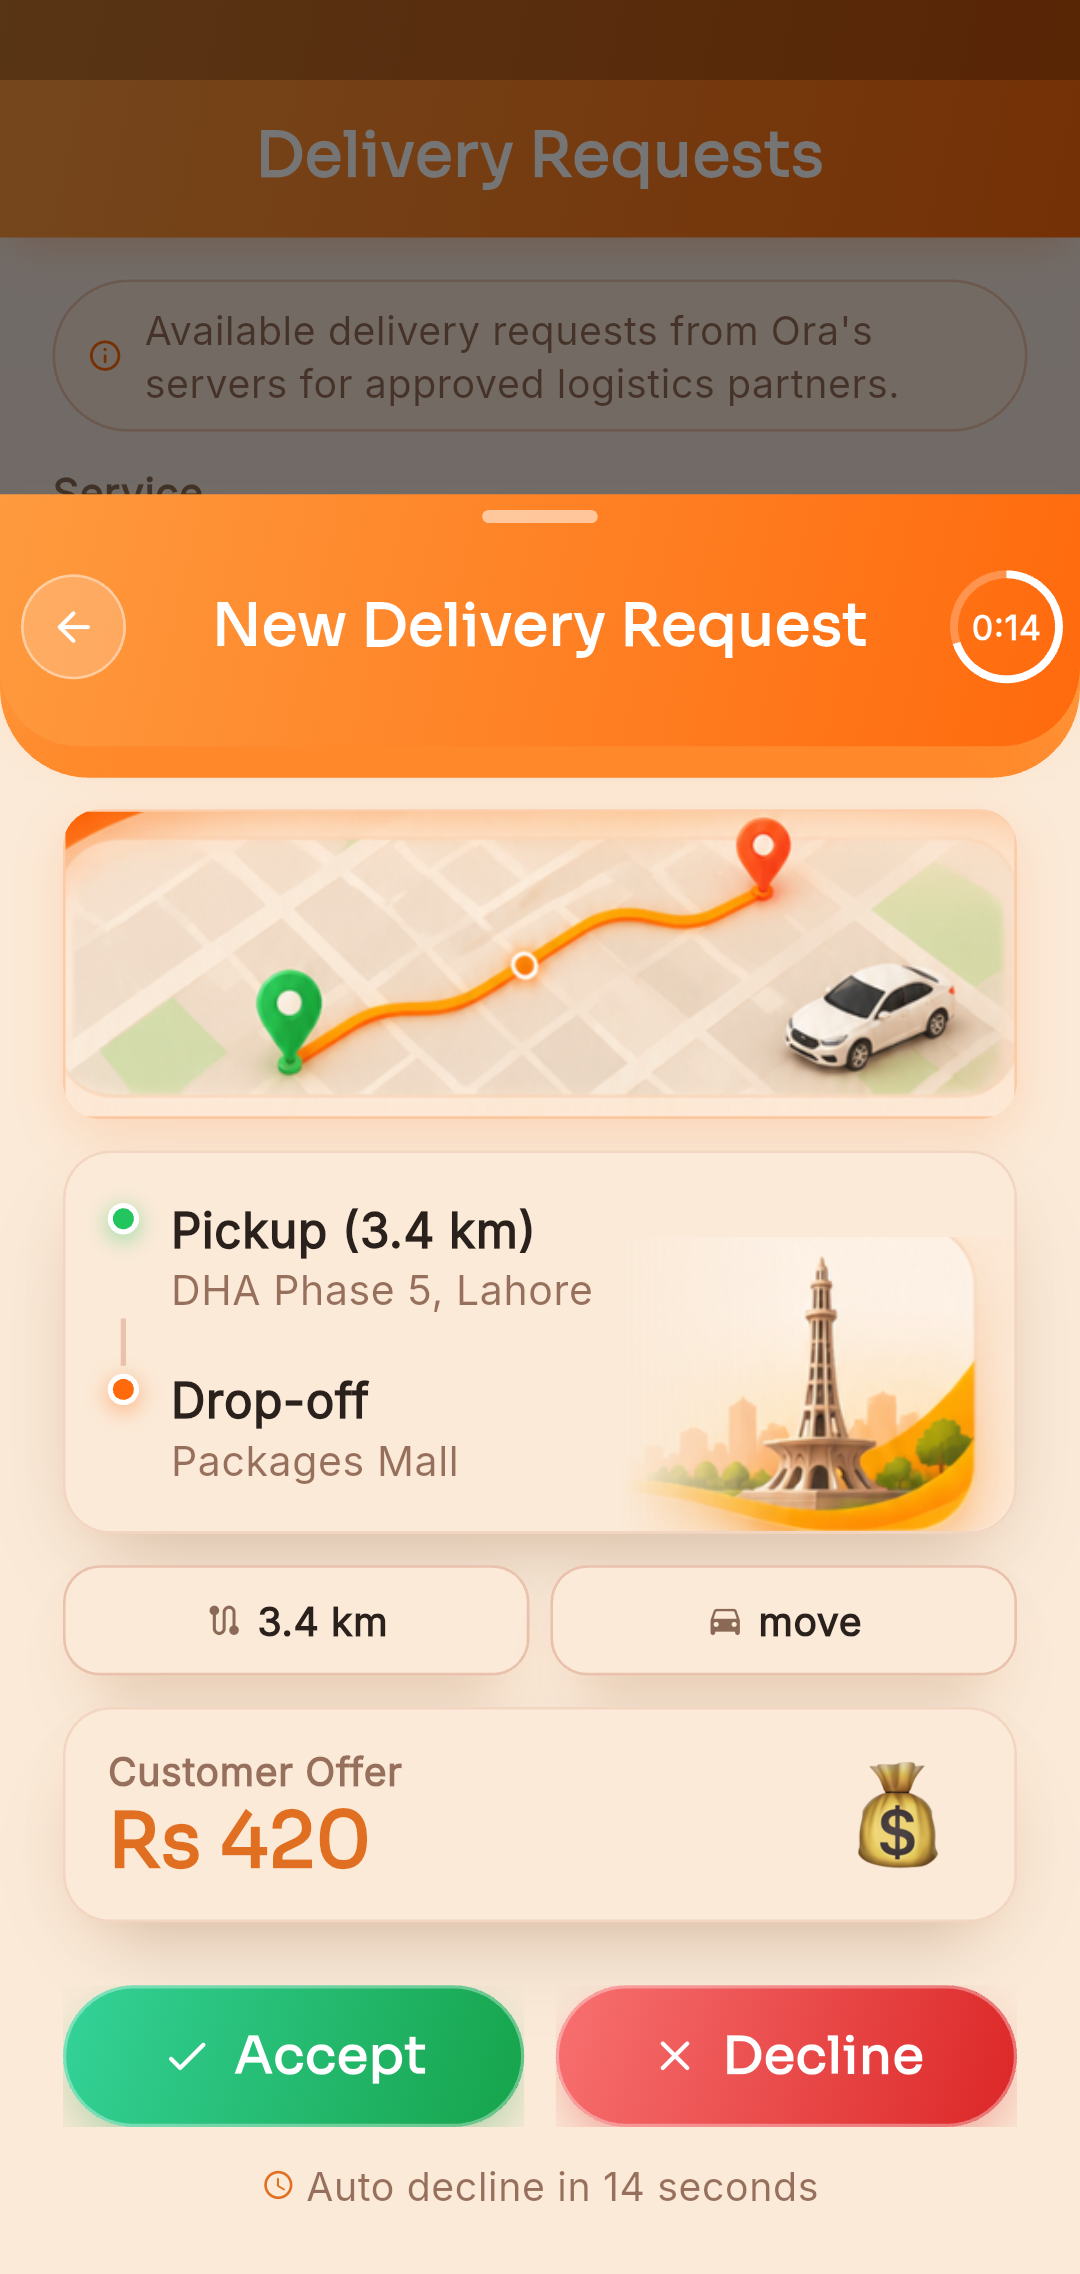 Delivery Requests
Available delivery requests from Ora's
servers for approved logistics partners.
Service
New Delivery Request
0:14
Pickup (3.4 km)
DHA Phase 5, Lahore
Drop-off
Packages Mall
3.4 km
move
Customer Offer
Rs 420
$
Accept
Decline
Auto decline in 14 seconds